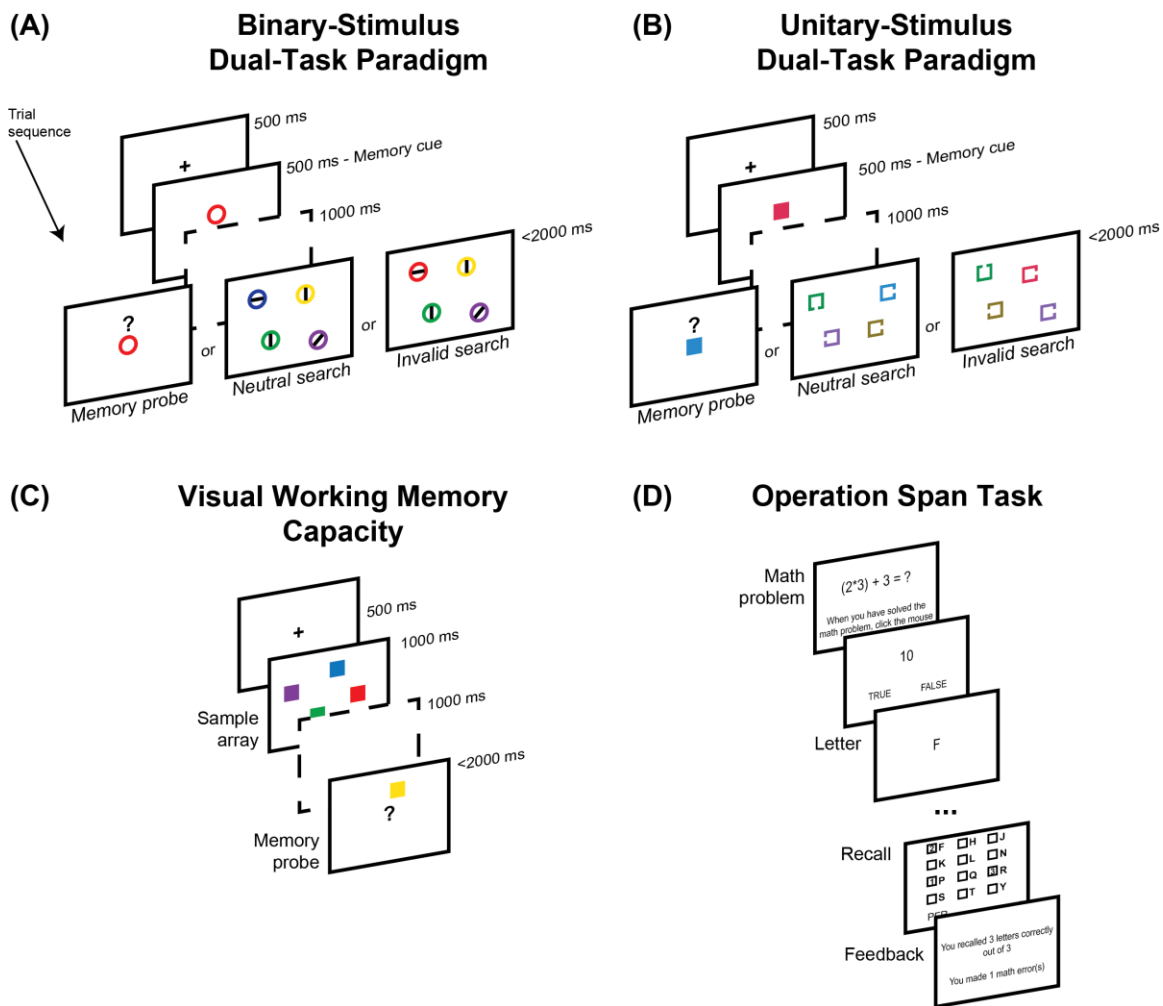 (A)
Binary-Stimulus
Dual-Task Paradigm
Trial
sequence
+
500 ms
500 ms - Memory cue
1000 ms
<2000 ms
?
or
or
Memory probe
Neutral search
Invalid search
(B)
Unitary-Stimulus
Dual-Task Paradigm
+
500 ms
500 ms - Memory cue
1000 ms
<2000 ms
?
or
or
Memory probe
Neutral search
Invalid search
(C)
Visual Working Memory
Capacity
+
500 ms
1000 ms
Sample
array
1000 ms
<2000 ms
?
Memory
probe
(D)
Operation Span Task
Math
problem
(2*3) + 3 = ?
When you have solved the
math problem, click the mouse
10
TRUE FALSE
Letter
F
...
Recall
2 F H J
K L N
1 P Q 3 R
S T Y
Feedback
You recalled 3 letters correctly
out of 3
You made 1 math error(s)